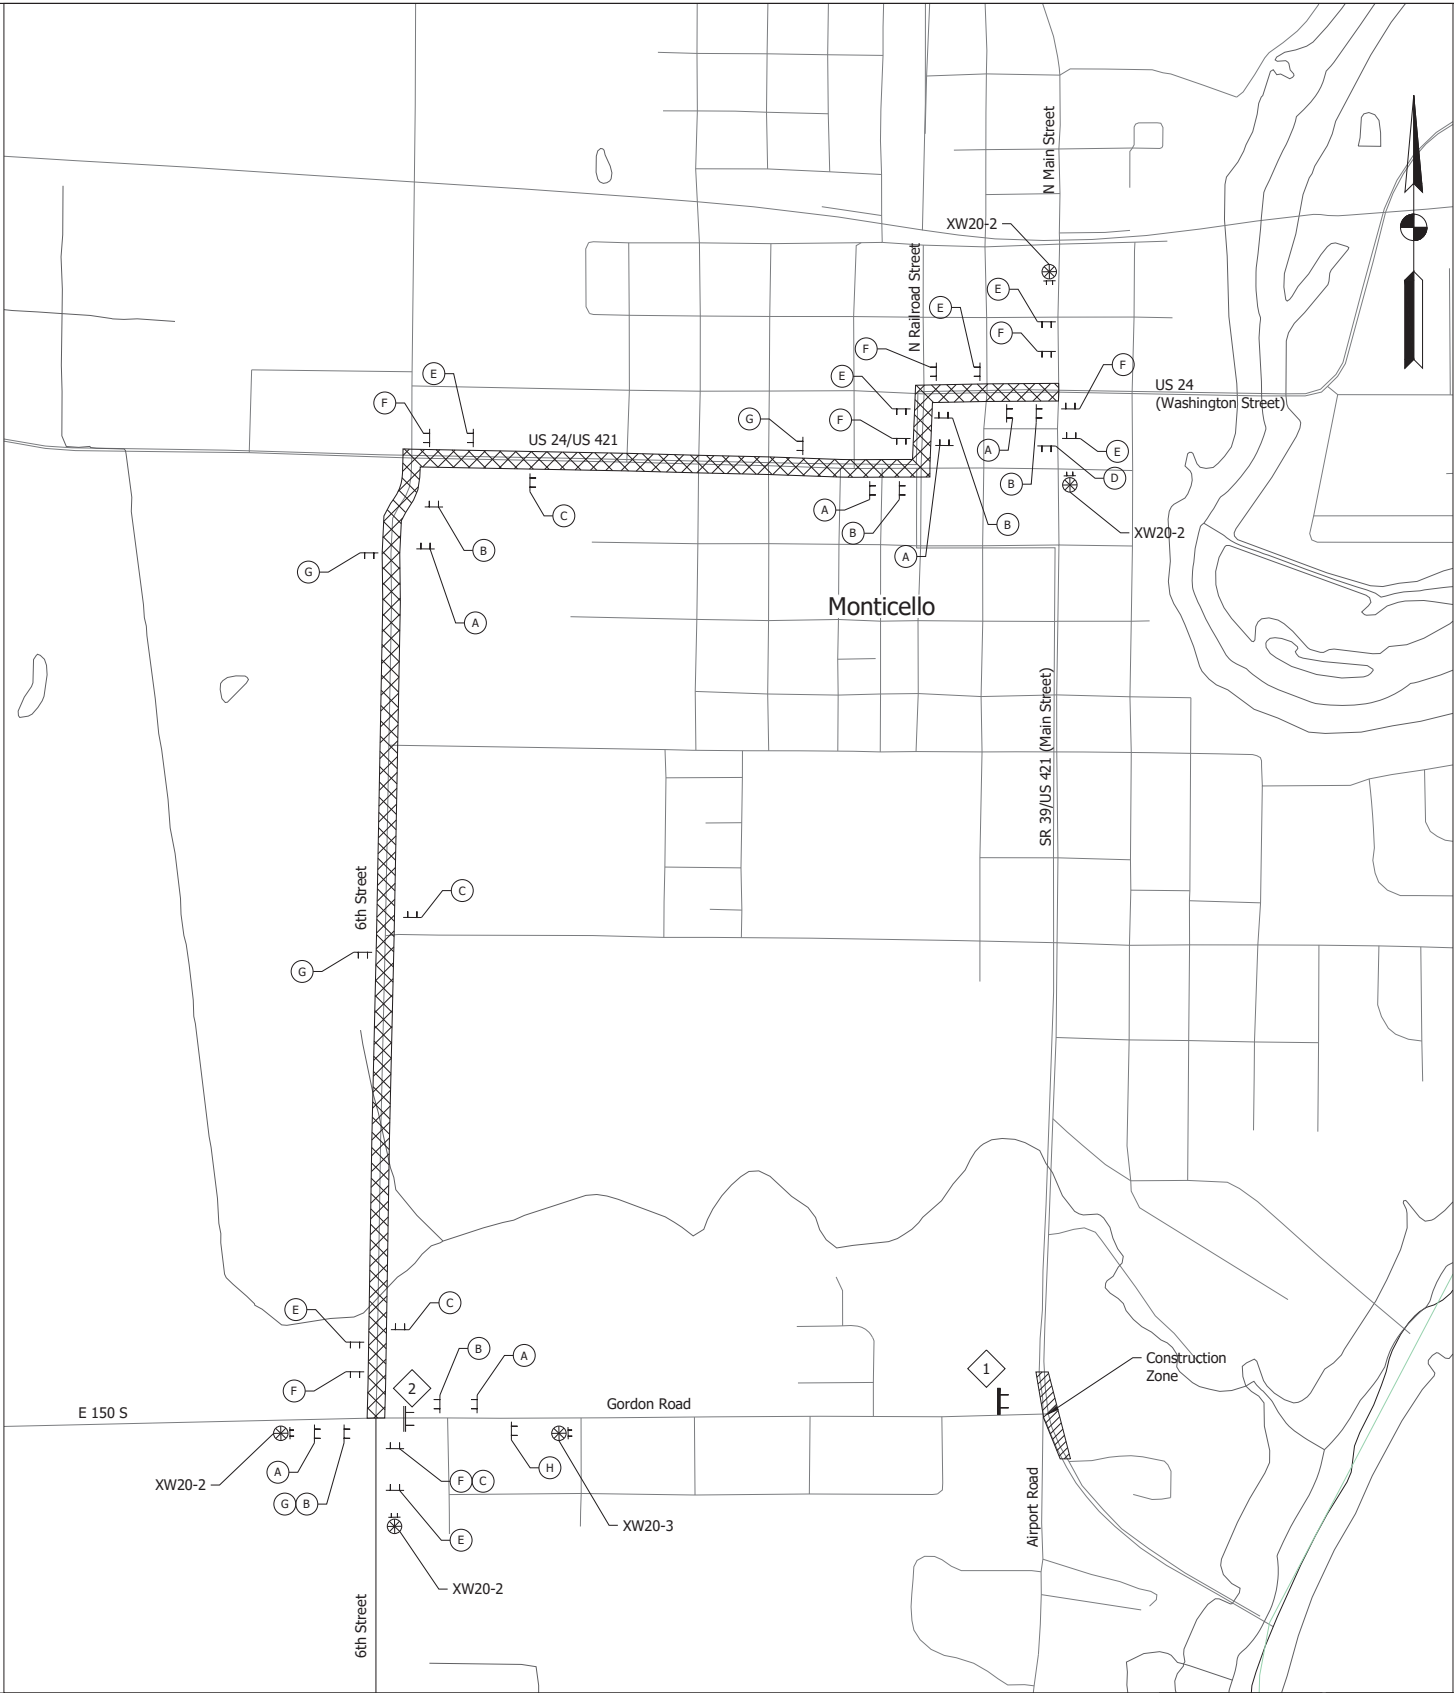 N Main Street
XW20-2
N Railroad Street
E
E
F
F
E
F
E
F
F
US 24
(Washington Street)
G
F
US 24/US 421
A
E
B
D
C
A
B
B
XW20-2
G
B
A
A
Monticello
SR 39/US 421 (Main Street)
6th Street
C
G
E
C
B
A
1
Construction
Zone
F
2
Gordon Road
E 150 S
XW20-2
A
H
F
C
G
B
Airport Road
XW20-3
E
XW20-2
6th Street